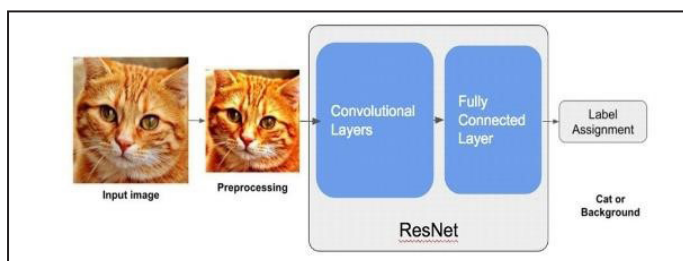 Input image
Preprocessing
Convolutional
Layers
Fully
Connected
Layer
ResNet
Label
Assignment
Cat or
Background